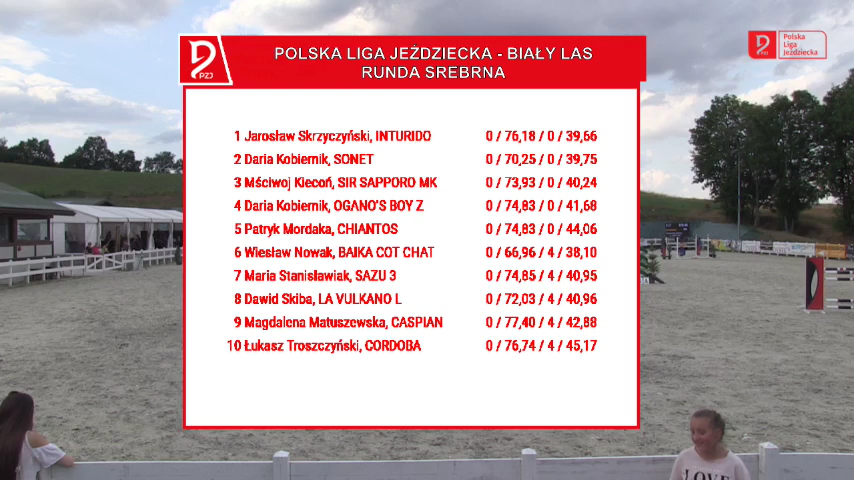 PZJ
POLSKA LIGA JEŹDZIECKA - BIAŁY LAS
RUNDA SREBRNA
Polska
Liga
Jeździecka
1 Jarosław Skrzyczyński, INTURIDO 0 / 76,18 / 0 / 39,66
2 Daria Kobiernik, SONET 0 / 70,25 / 0 / 39,75
3 Mściwoj Kiecoń, SIR SAPPORO MK 0 / 73,93 / 0 / 40,24
4 Daria Kobiernik, OGANO'S BOY Z 0 / 74,83 / 0 / 41,68
5 Patryk Mordaka, CHIANTOS 0 / 74,83 / 0 / 44,06
6 Wiesław Nowak, BAIKA COT CHAT 0 / 66,96 / 4 / 38,10
7 Maria Stanisławiak, SAZU 3 0 / 74,85 / 4 / 40,95
8 Dawid Skiba, LA VULKANO L 0 / 72,03 / 4 / 40,96
9 Magdalena Matuszewska, CASPIAN 0 / 77,40 / 4 / 42,88
10 Łukasz Troszczyński, CORDOBA 0 / 76,74 / 4 / 45,17
LOVE